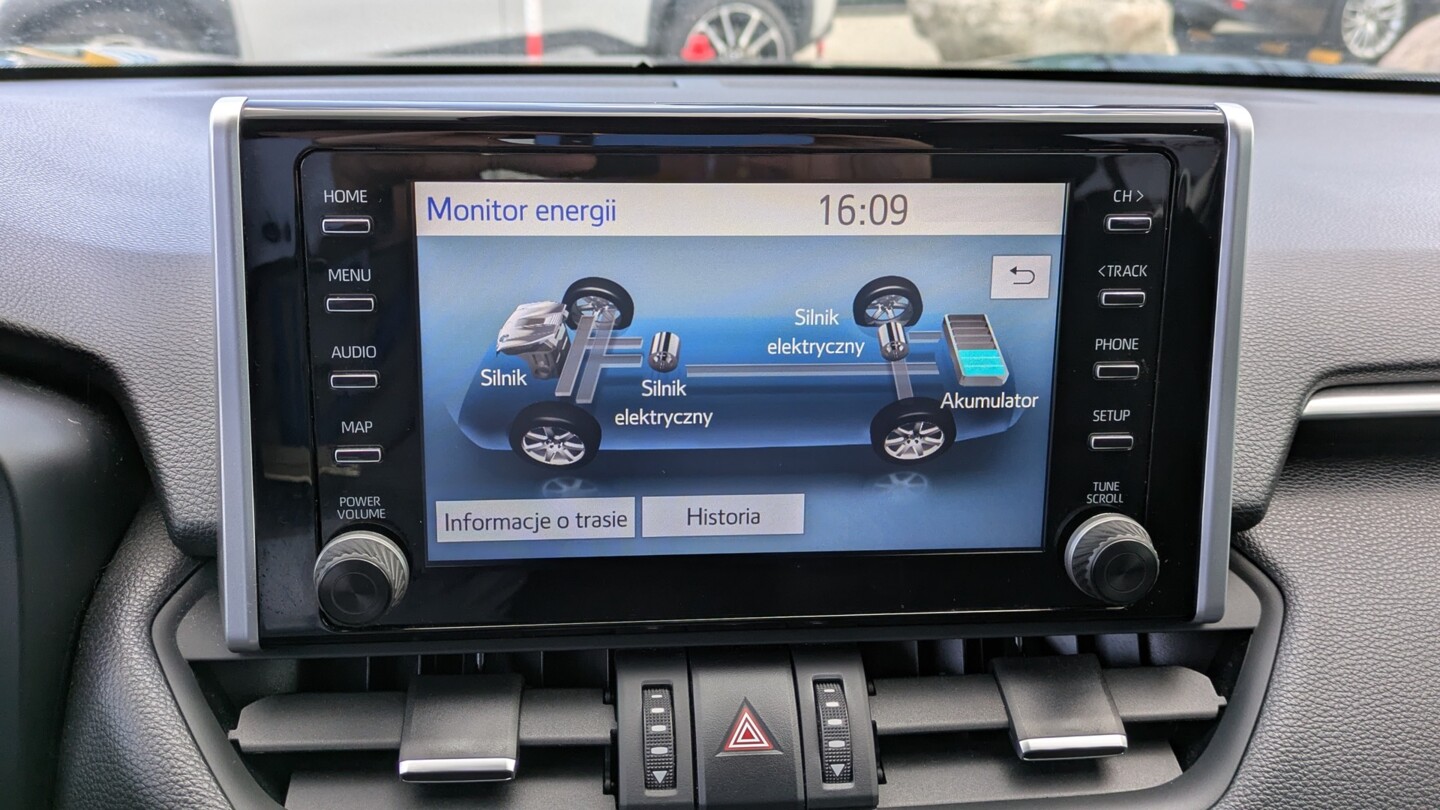 HOME
MENU
AUDIO
MAP
POWER
VOLUME
Monitor energii
16:09
Silnik
Silnik
elektryczny
Silnik
elektryczny
Akumulator
Informacje o trasie
Historia
CH >
<TRACK
PHONE
SETUP
TUNE
SCROLL